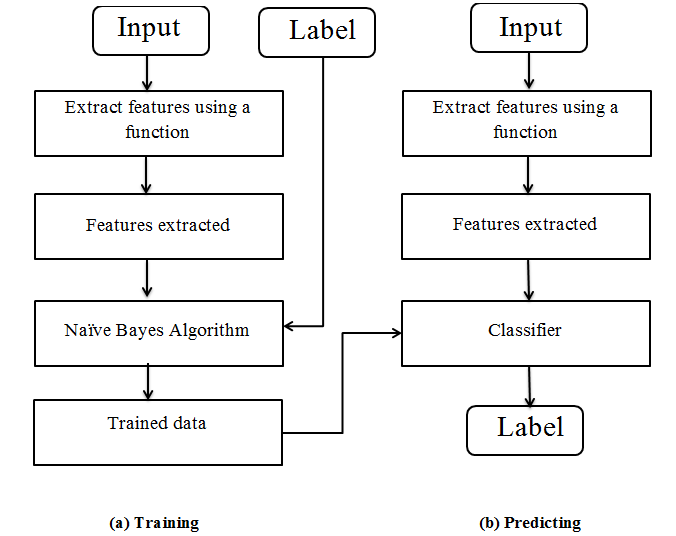 Input
Label
Extract features using a
function
Features extracted
Naïve Bayes Algorithm
Trained data
(a) Training
Input
Extract features using a
function
Features extracted
Classifier
Label
(b) Predicting